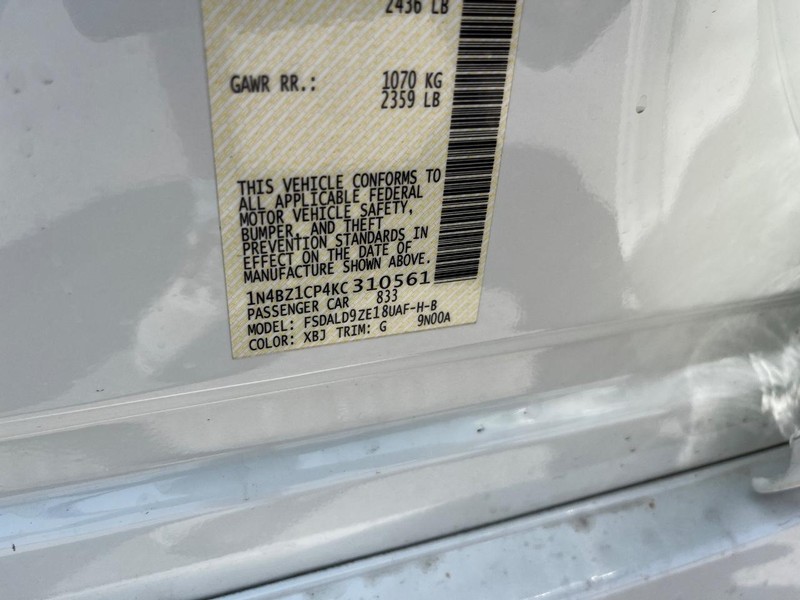 2436 LB
GAWR RR.: 1070 KG
2359 LB
THIS VEHICLE CONFORMS TO
ALL APPLICABLE FEDERAL
MOTOR VEHICLE SAFETY,
BUMPER, AND THEFT
PREVENTION STANDARDS IN
EFFECT ON THE DATE OF
MANUFACTURE SHOWN ABOVE.
1N4BZ1CP4KC310561
PASSENGER CAR 833
MODEL: FSDALD9ZE18UAF-H-B
COLOR: XBJ TRIM: G 9N00A